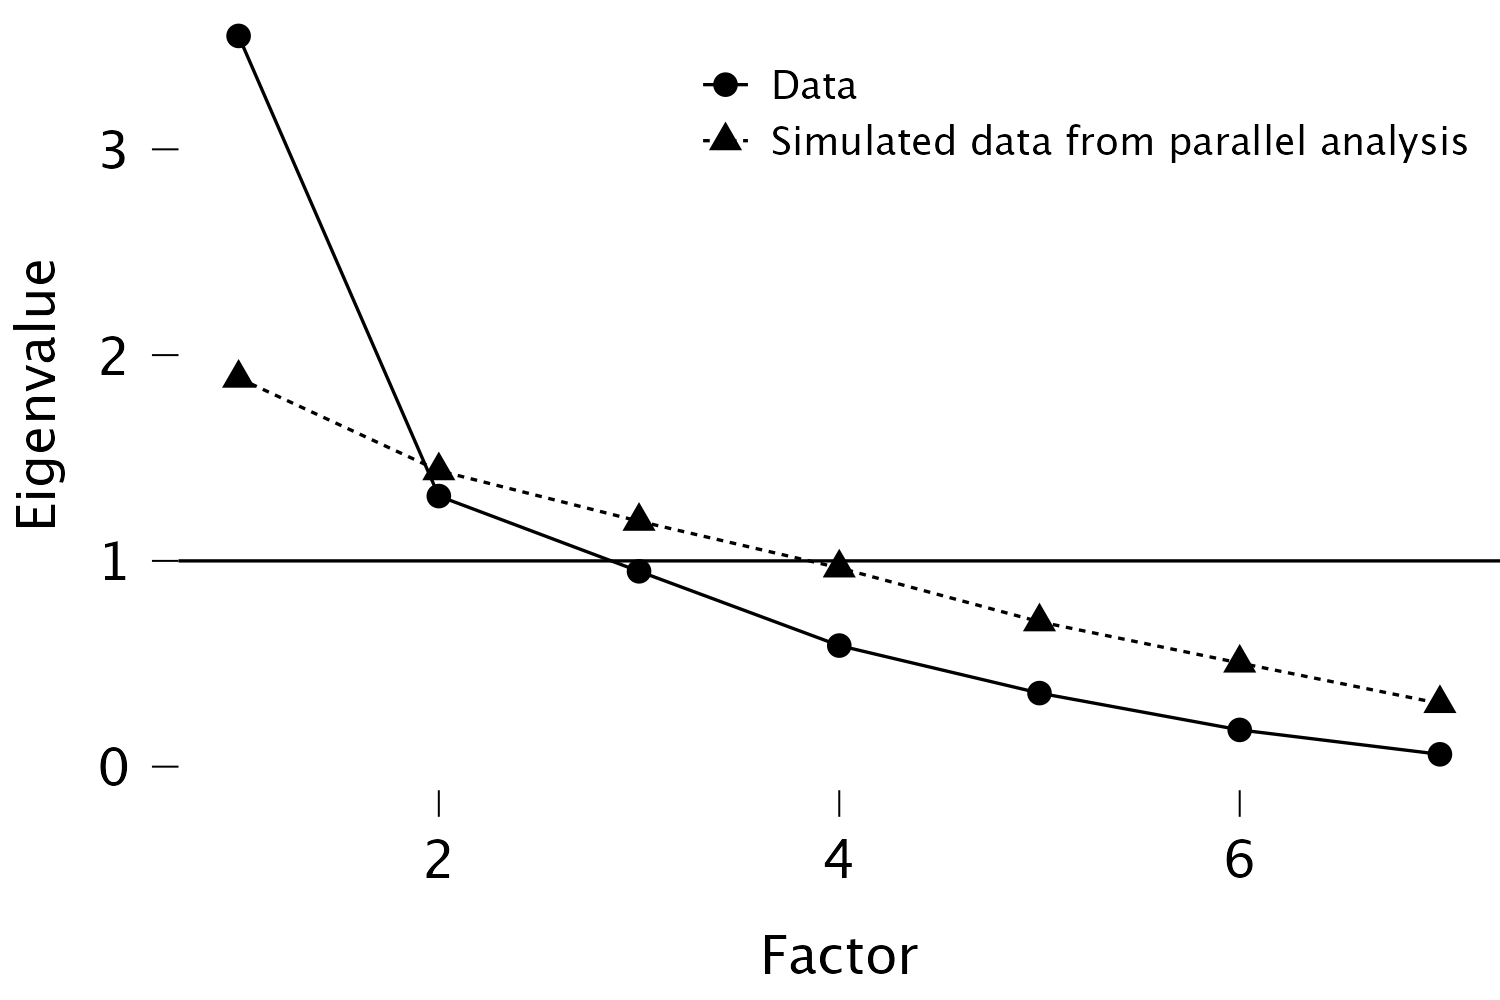 Data
Simulated data from parallel analysis
3
2
1
0
Eigenvalue
2
4
6
Factor